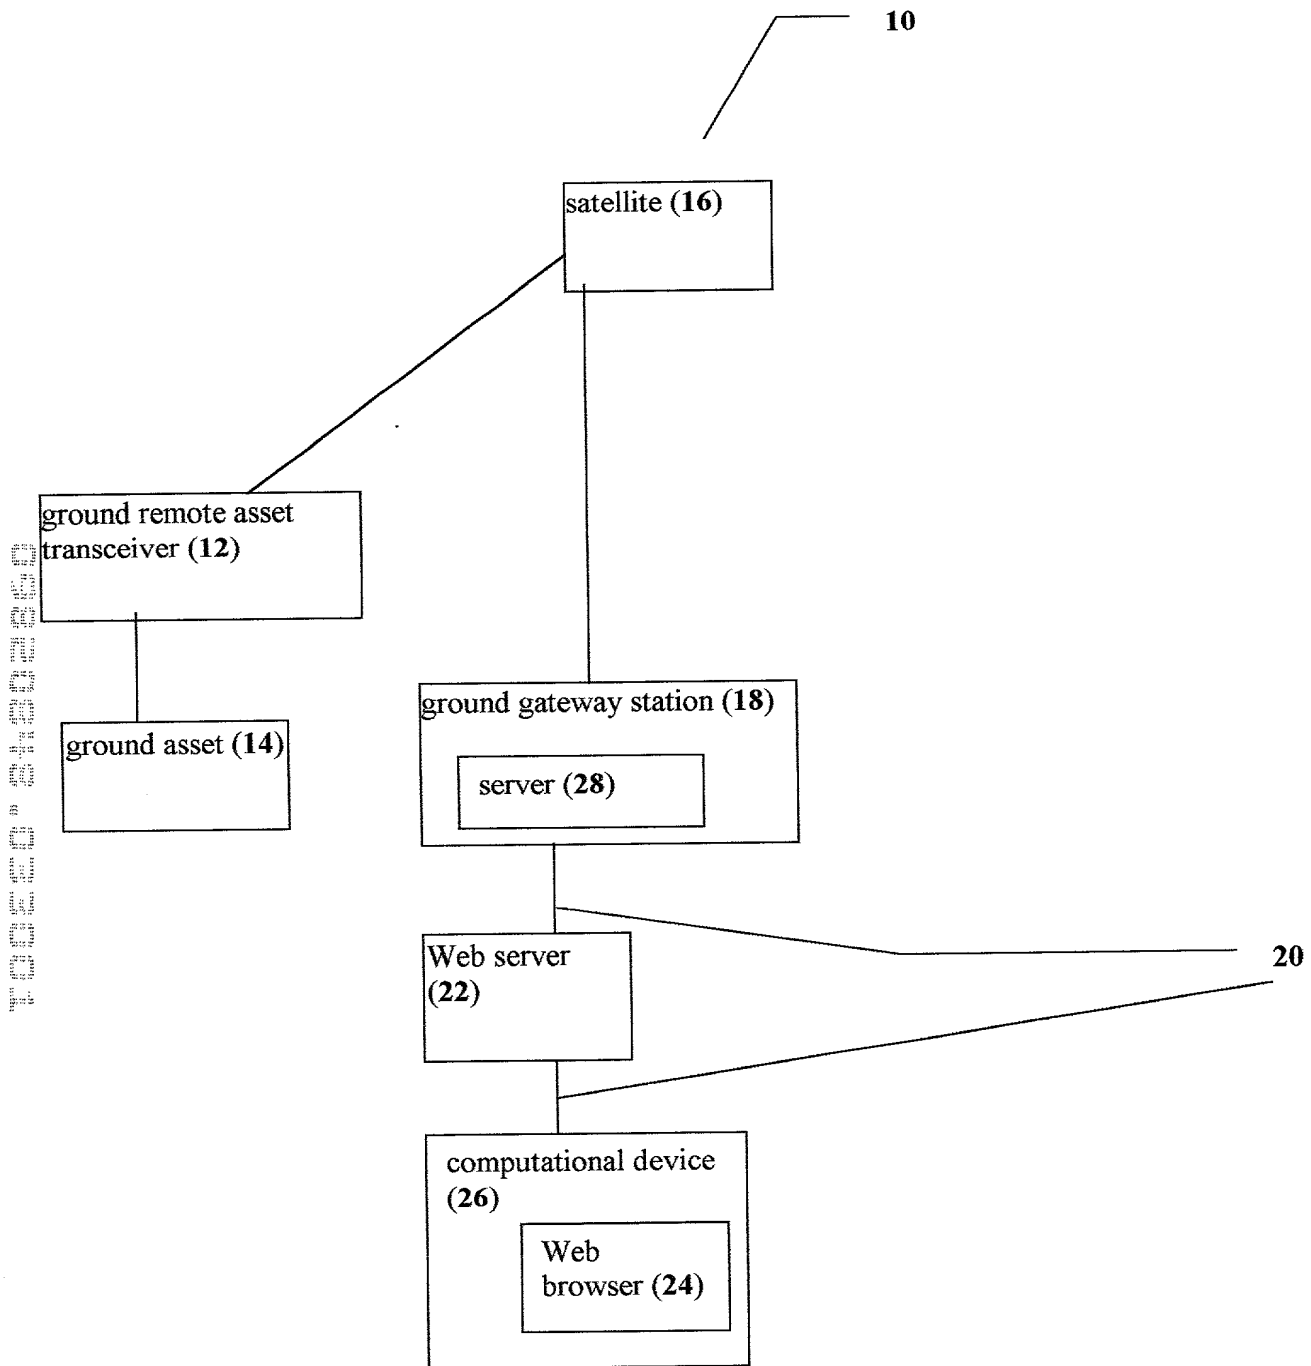 10
satellite (16)
ground remote asset
transceiver (12)
ground asset (14)
ground gateway station (18)
server (28)
Web server
(22)
20
computational device
(26)
Web
browser (24)